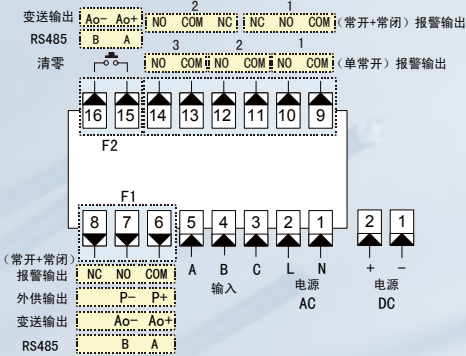 2 1
变送输出 Ao- Ao+ NO COM NC NC NO COM (常开+常闭) 报警输出
RS485 B A
3 2 1
清零 NO COM NO COM NO COM (单常开) 报警输出
16 15 14 13 12 11 10 9
F2
F1
8 7 6 5 4 3 2 1 2 1
(常开+常闭)
报警输出 NC NO COM A B C L N + -
输入 电源 电源
外供输出 P- P+ AC DC
变送输出 Ao- Ao+
RS485 B A